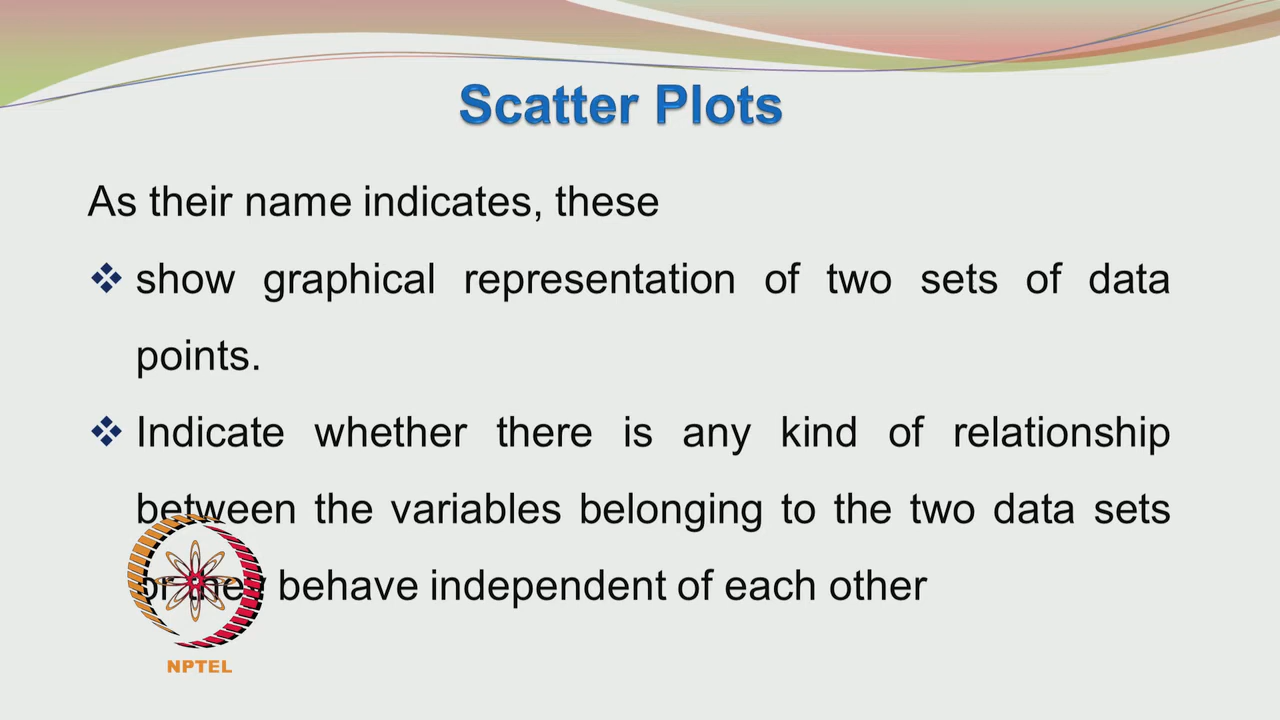 Scatter Plots
As their name indicates, these
❖ show graphical representation of two sets of data
points.
❖ Indicate whether there is any kind of relationship
between the variables belonging to the two data sets
or they behave independent of each other
NPTEL